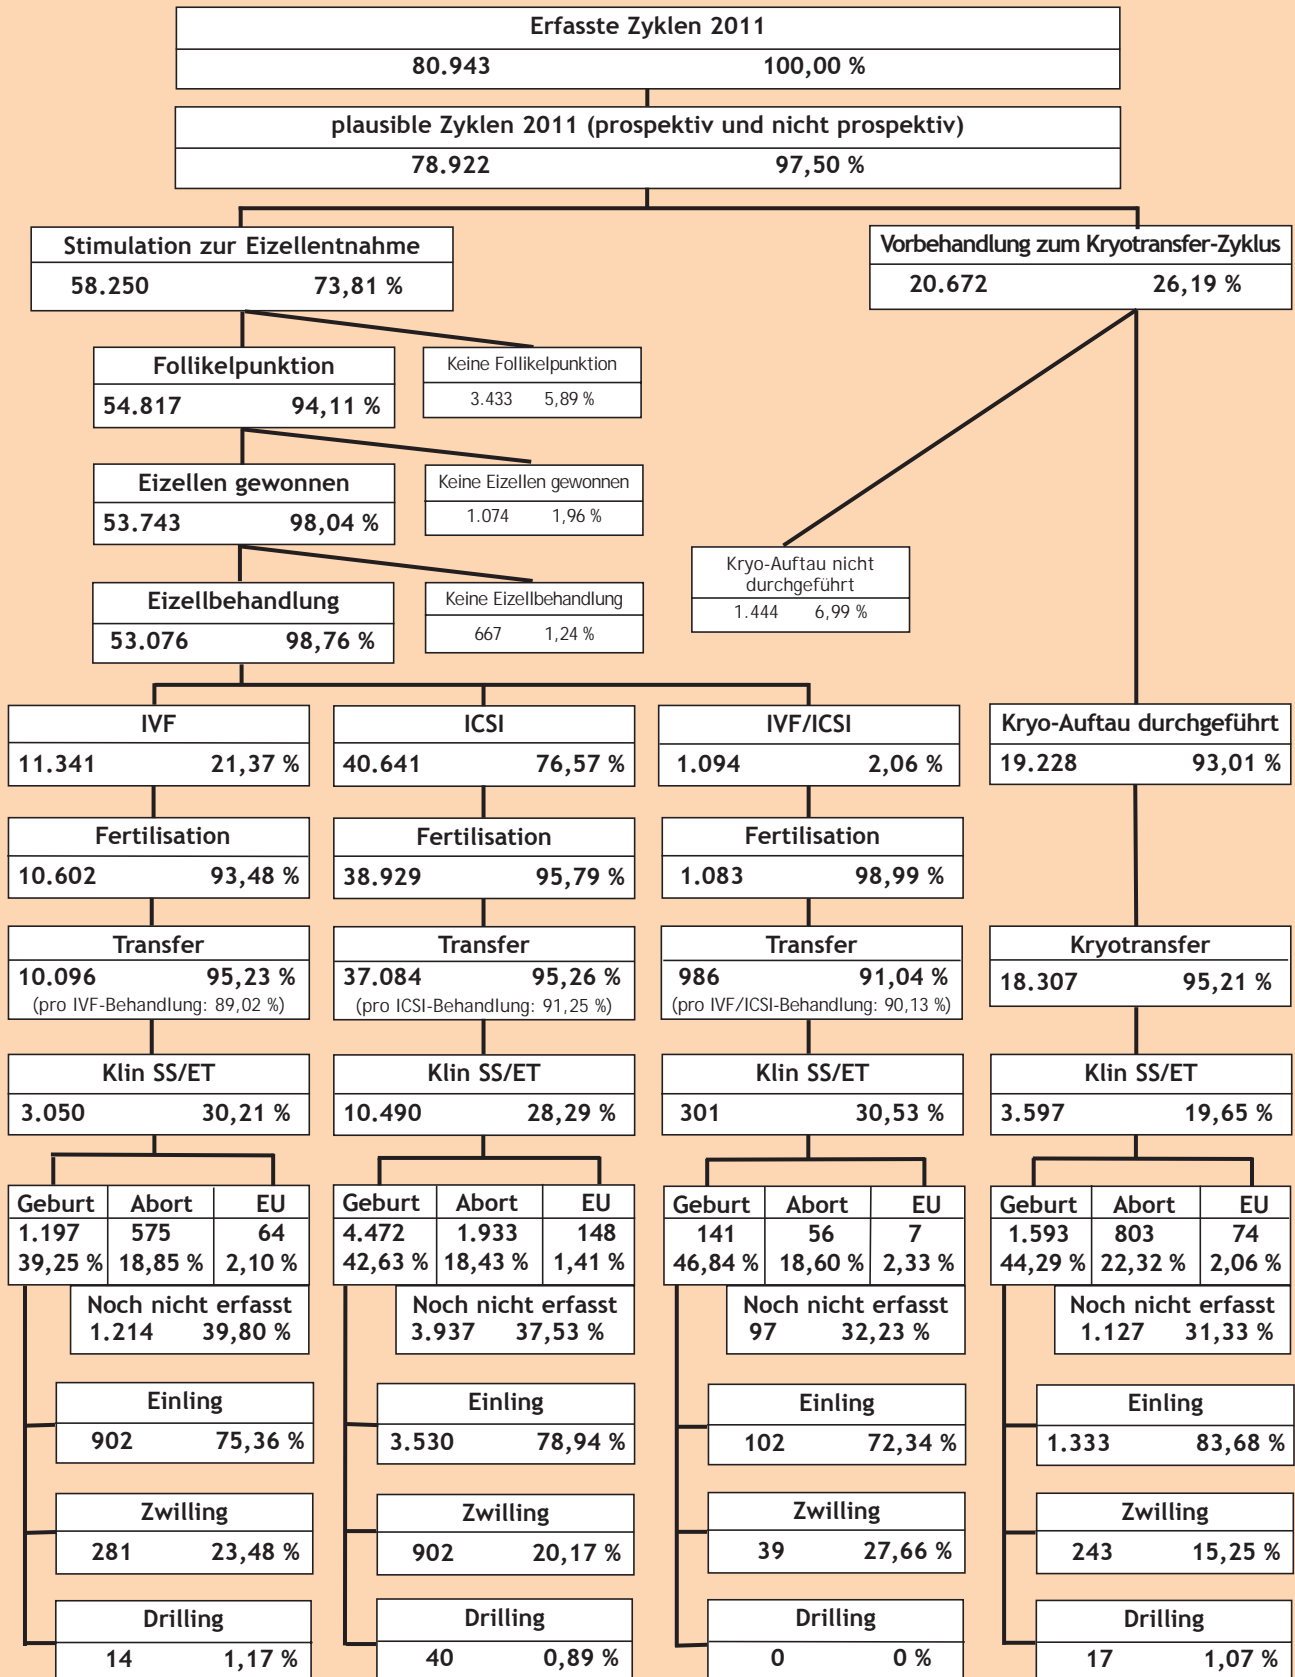 Erfasste Zyklen 2011
80.943 100,00 %
plausible Zyklen 2011 (prospektiv und nicht prospektiv)
78.922 97,50 %
Stimulation zur Eizellentnahme
58.250 73,81 %
Vorbehandlung zum Kryotransfer-Zyklus
20.672 26,19 %
Follikelpunktion
54.817 94,11 %
Keine Follikelpunktion
3.433 5,89 %
Eizellen gewonnen
53.743 98,04 %
Keine Eizellen gewonnen
1.074 1,96 %
Kryo-Auftau nicht
durchgeführt
1.444 6,99 %
Eizellbehandlung
53.076 98,76 %
Keine Eizellbehandlung
667 1,24 %
IVF
11.341 21,37 %
ICSI
40.641 76,57 %
IVF/ICSI
1.094 2,06 %
Kryo-Auftau durchgeführt
19.228 93,01 %
Fertilisation
10.602 93,48 %
Fertilisation
38.929 95,79 %
Fertilisation
1.083 98,99 %
Transfer
10.096 95,23 %
(pro IVF-Behandlung: 89,02 %)
Transfer
37.084 95,26 %
(pro ICSI-Behandlung: 91,25 %)
Transfer
986 91,04 %
(pro IVF/ICSI-Behandlung: 90,13 %)
Kryotransfer
18.307 95,21 %
Klin SS/ET
3.050 30,21 %
Klin SS/ET
10.490 28,29 %
Klin SS/ET
301 30,53 %
Klin SS/ET
3.597 19,65 %
Geburt Abort EU
1.197 575 64
39,25 % 18,85 % 2,10 %
Geburt Abort EU
4.472 1.933 148
42,63 % 18,43 % 1,41 %
Geburt Abort EU
141 56 7
46,84 % 18,60 % 2,33 %
Geburt Abort EU
1.593 803 74
44,29 % 22,32 % 2,06 %
Noch nicht erfasst
1.214 39,80 %
Noch nicht erfasst
3.937 37,53 %
Noch nicht erfasst
97 32,23 %
Noch nicht erfasst
1.127 31,33 %
Einling
902 75,36 %
Einling
3.530 78,94 %
Einling
102 72,34 %
Einling
1.333 83,68 %
Zwilling
281 23,48 %
Zwilling
902 20,17 %
Zwilling
39 27,66 %
Zwilling
243 15,25 %
Drilling
14 1,17 %
Drilling
40 0,89 %
Drilling
0 0 %
Drilling
17 1,07 %